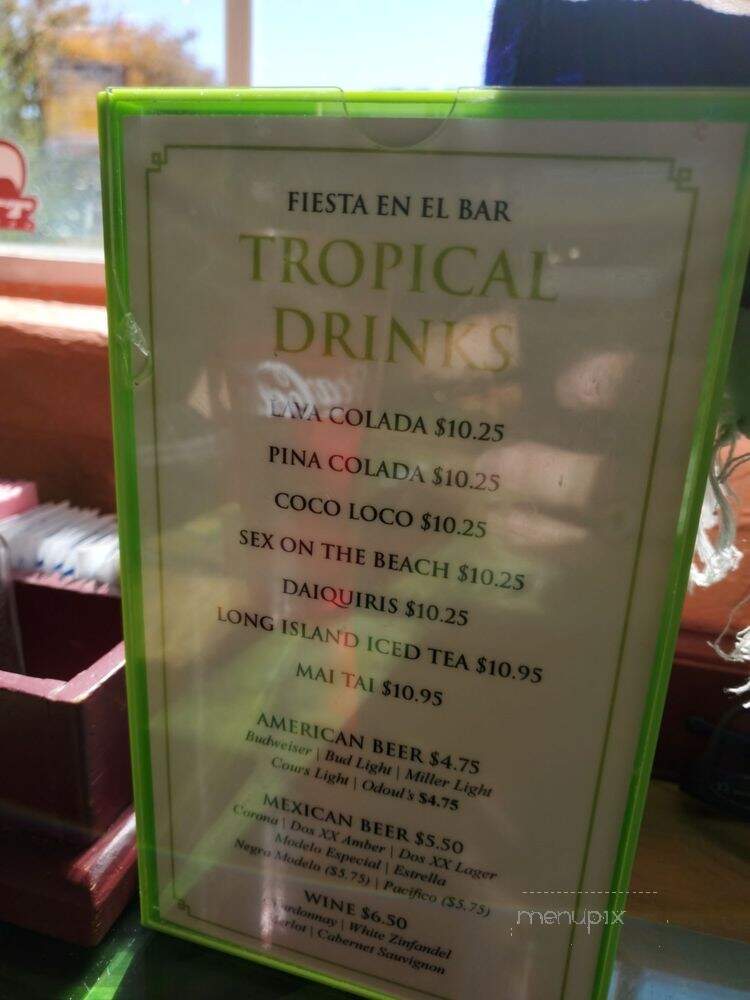 FIESTA EN EL BAR
TROPICAL
DRINKS
LAVA COLADA $10.25
PINA COLADA $10.25
COCO LOCO $10.25
SEX ON THE BEACH $10.25
DAIQUIRIS $10.25
LONG ISLAND ICED TEA $10.95
MAI TAI $10.95
AMERICAN BEER $4.75
Budweiser | Bud Light | Miller Light
Cours Light | Odoul's $4.75
MEXICAN BEER $5.50
Corona | Dos XX Amber | Dos XX Lager
Modelo Especial | Estrella
Negra Modelo ($5.75) | Pacifico ($5.75)
WINE $6.50
Chardonnay | White Zinfandel
Merlot | Cabernet Sauvignon
menupix